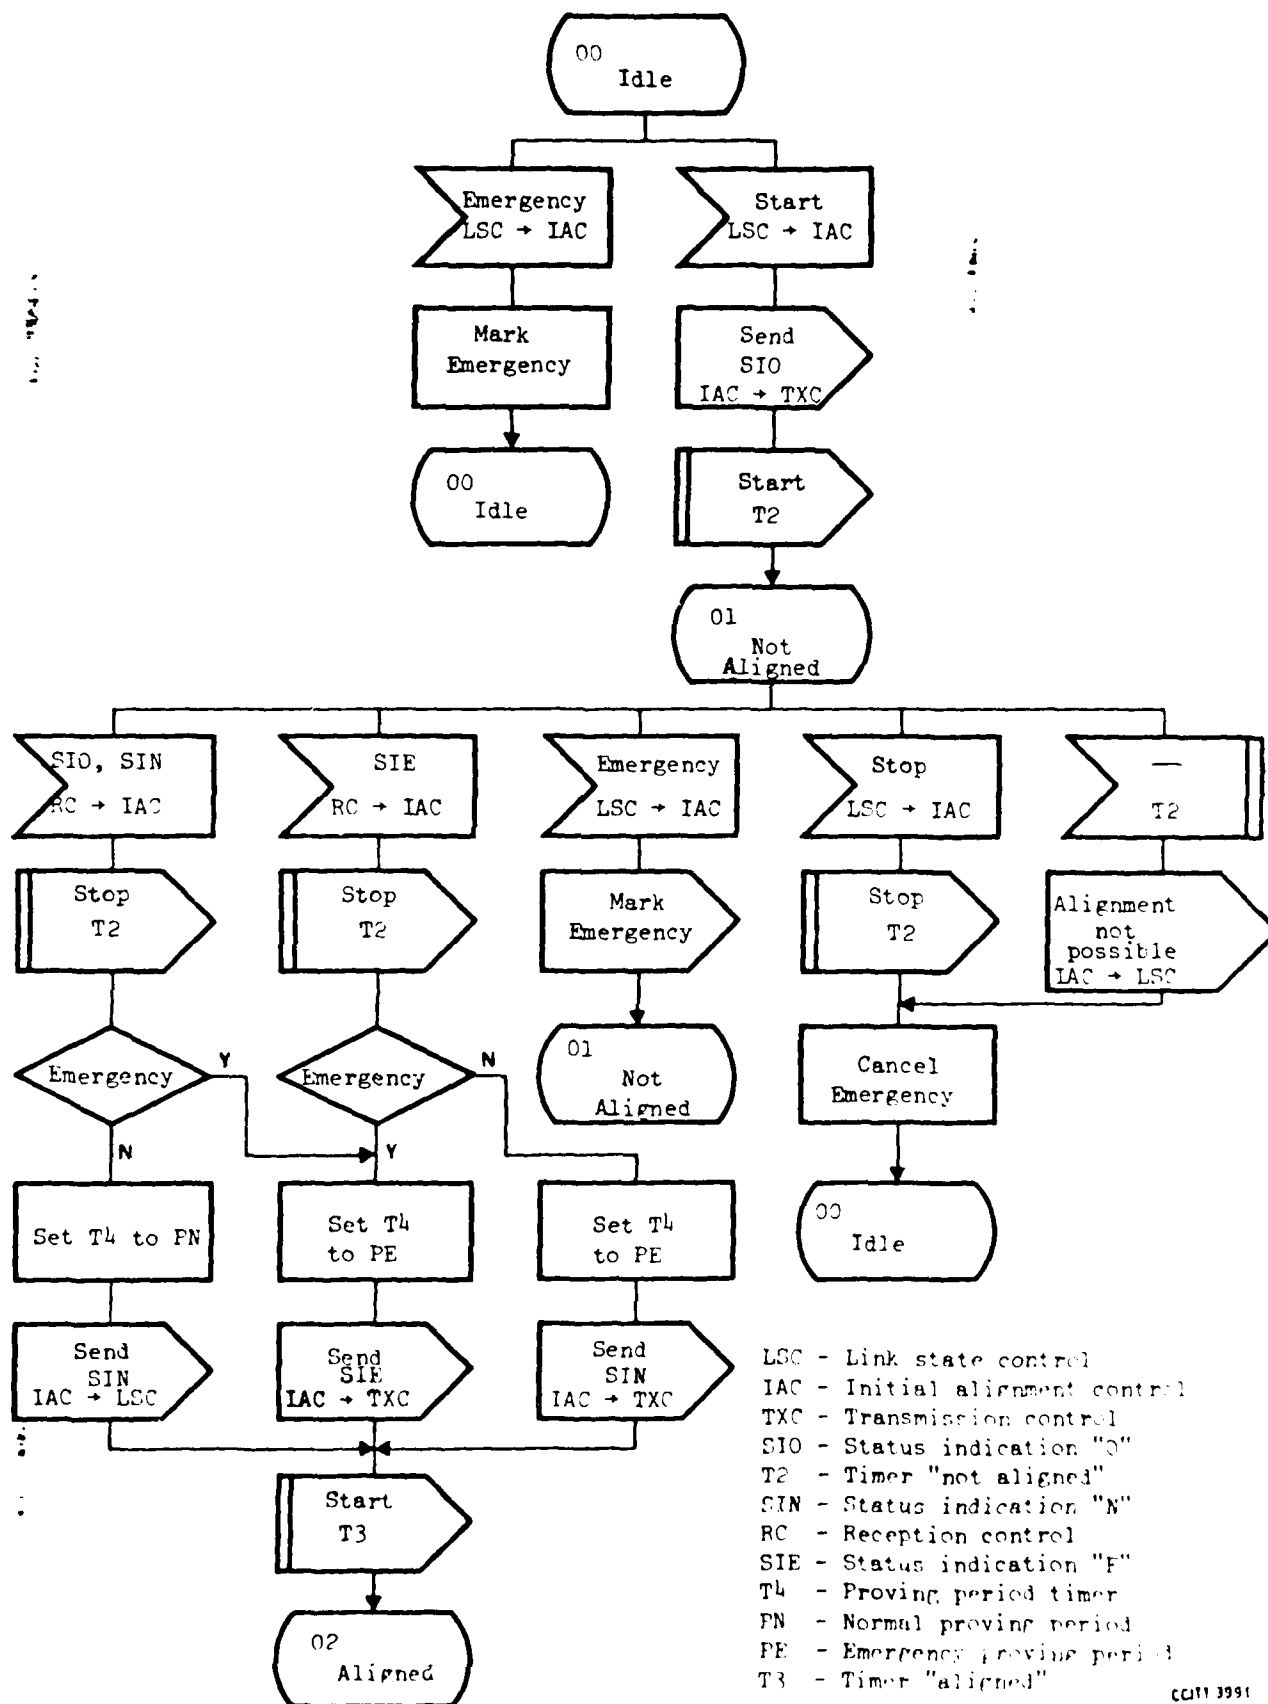 00
Idle
Emergency
LSC → IAC
Start
LSC → IAC
Mark
Emergency
Send
SIO
IAC → TXC
00
Idle
Start
T2
01
Not
Aligned
SIO, SIN
RC → IAC
SIE
RC → IAC
Emergency
LSC → IAC
Stop
LSC → IAC
T2
Stop
T2
Stop
T2
Mark
Emergency
Stop
T2
Alignment
not
possible
IAC → LSC
Emergency
Y
N
Emergency
N
Y
01
Not
Aligned
Cancel
Emergency
Set T4 to PN
Set T4
to PE
Set T4
to PE
00
Idle
Send
SIN
IAC → LSC
Send
SIE
IAC → TXC
Send
SIN
IAC → TXC
Start
T3
02
Aligned
LSC - Link state control
IAC - Initial alignment control
TXC - Transmission control
SIO - Status indication "O"
T2 - Timer "not aligned"
SIN - Status indication "N"
RC - Reception control
SIE - Status indication "E"
T4 - Proving period timer
PN - Normal proving period
PE - Emergency proving period
T3 - Timer "aligned"
CCITT 3991